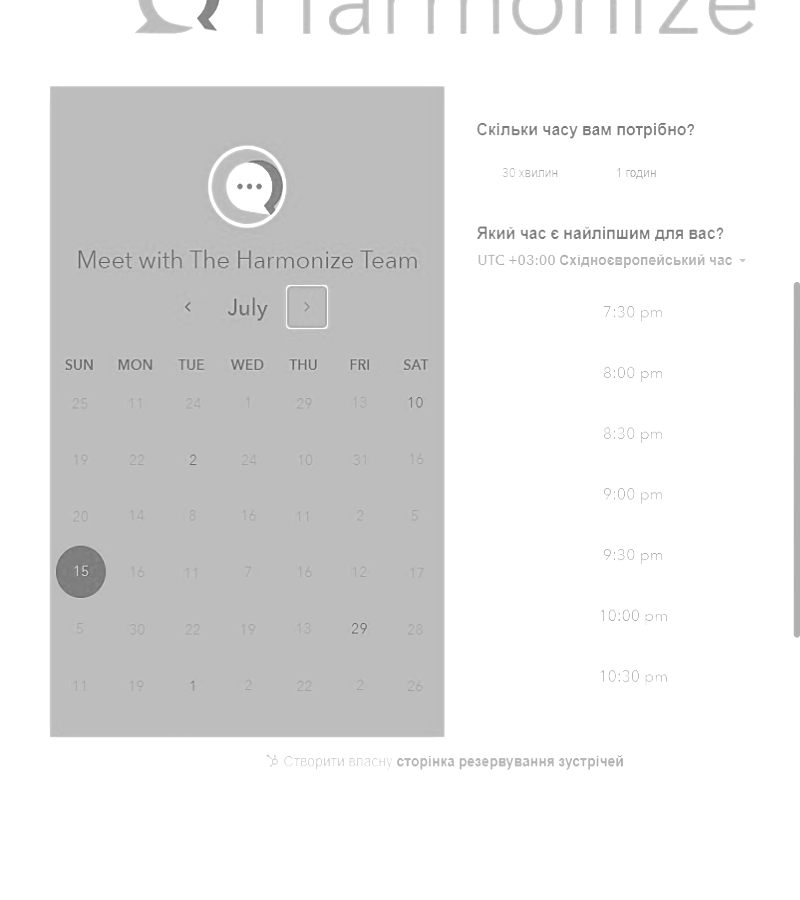 Harmonize
Meet with The Harmonize Team
July
SUN MON TUE WED THU FRI SAT
25 11 24 1 29 13 10
19 22 2 24 10 31 16
20 14 8 16 11 2 5
15 16 11 7 16 12 17
5 30 22 19 13 29 28
11 19 1 2 22 2 26
Скільки часу вам потрібно?
30 хвилин 1 годин
Який час є найліпшим для вас?
UTC +03:00 Східноєвропейський час
7:30 pm
8:00 pm
8:30 pm
9:00 pm
9:30 pm
10:00 pm
10:30 pm
Створити власну сторінка резервування зустрічей